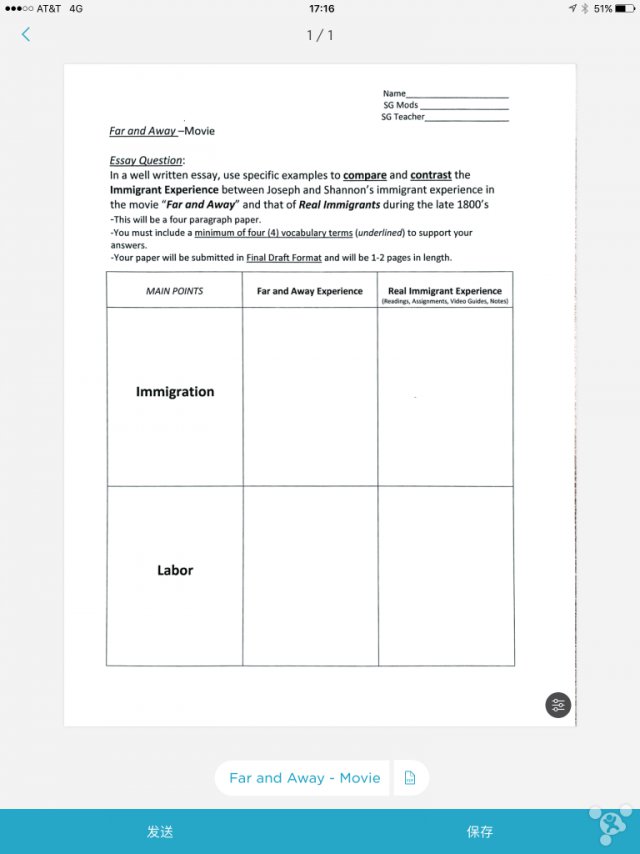 AT&T 4G 17:16 51%
1 / 1
Name
SG Mods
SG Teacher
Far and Away –Movie
Essay Question:
In a well written essay, use specific examples to compare and contrast the
Immigrant Experience between Joseph and Shannon's immigrant experience in
the movie "Far and Away" and that of Real Immigrants during the late 1800's
-This will be a four paragraph paper.
-You must include a minimum of four (4) vocabulary terms (underlined) to support your
answers.
-Your paper will be submitted in Final Draft Format and will be 1-2 pages in length.
MAIN POINTS Far and Away Experience Real Immigrant Experience
(Readings, Assignments, Video Guides, Notes)
Immigration
Labor
Far and Away - Movie
发送 保存